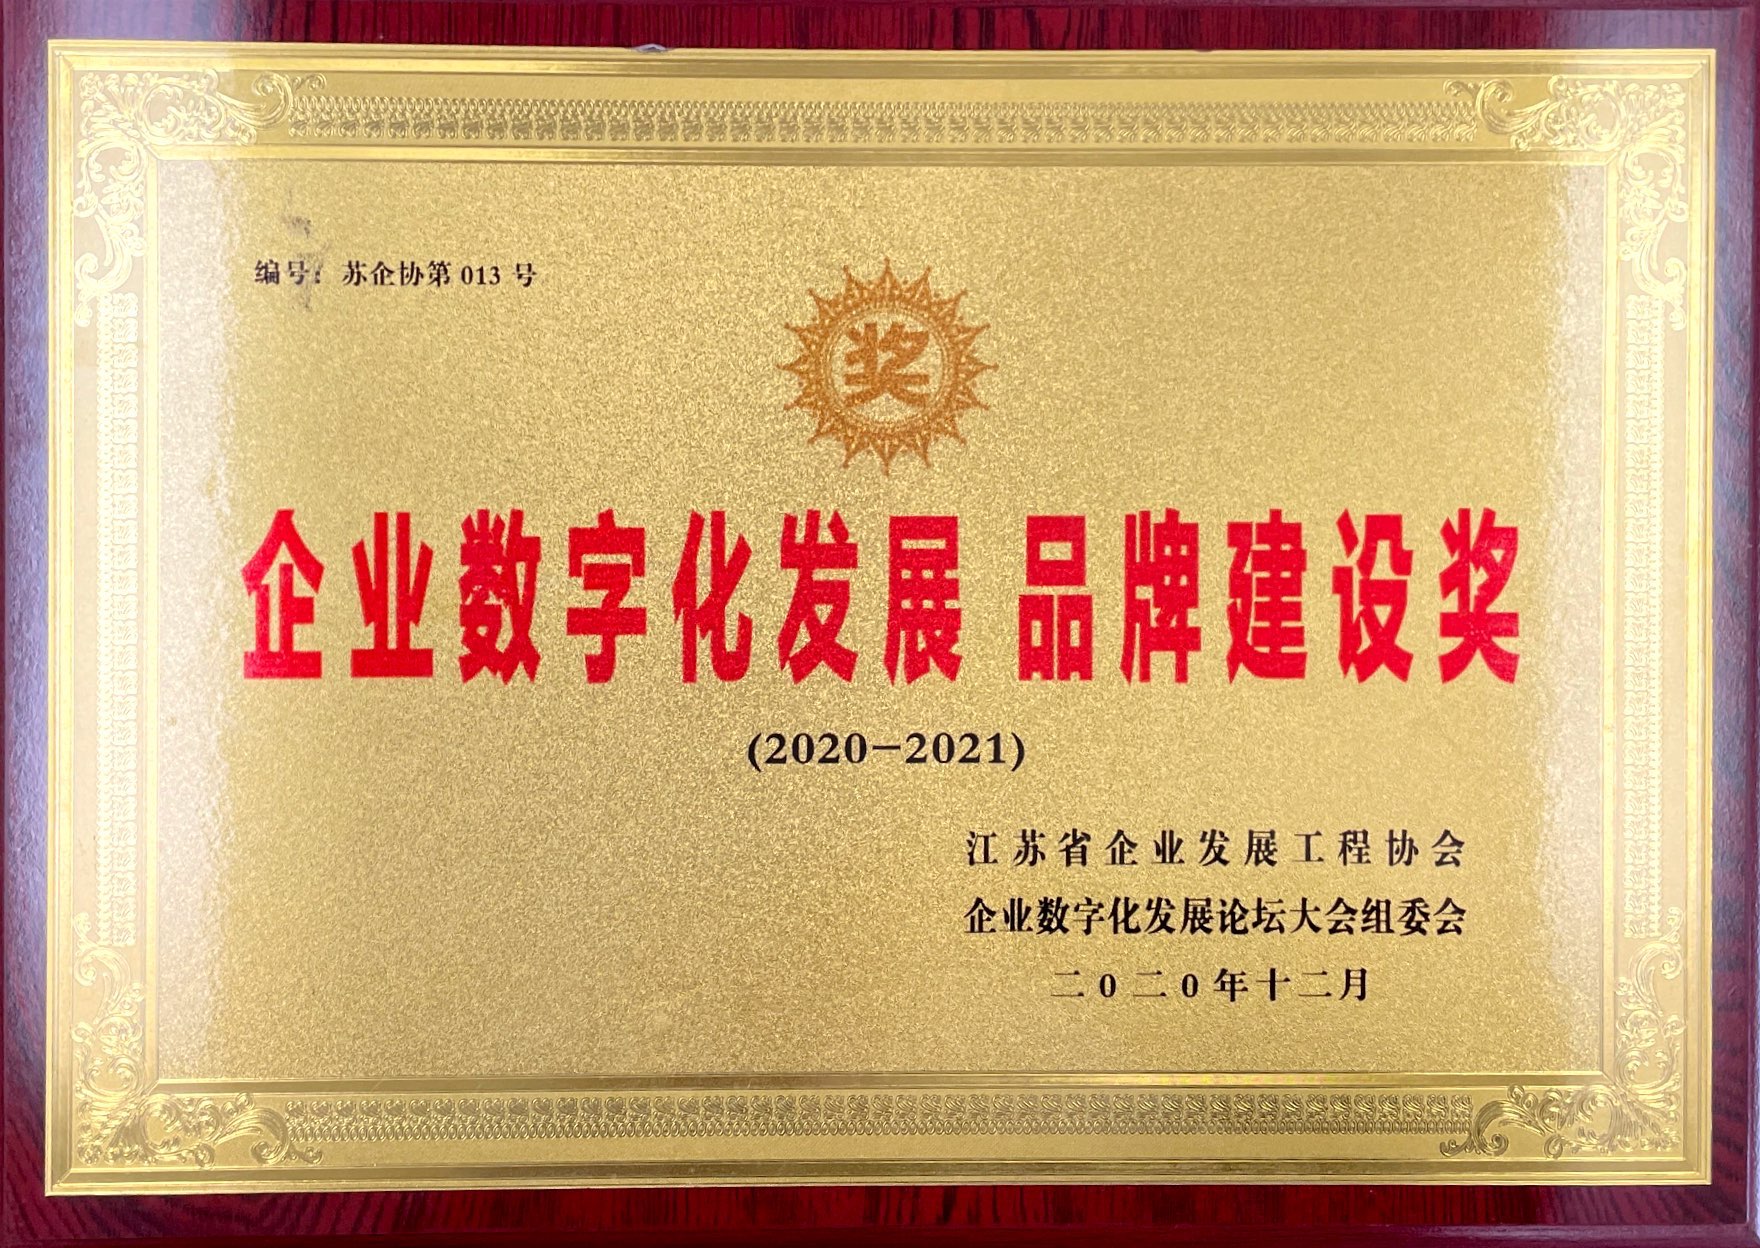 编号：苏企协第 013 号
奖
企业数字化发展 品牌建设奖
(2020－2021)
江苏省企业发展工程协会
企业数字化发展论坛大会组委会
二0二0年十二月